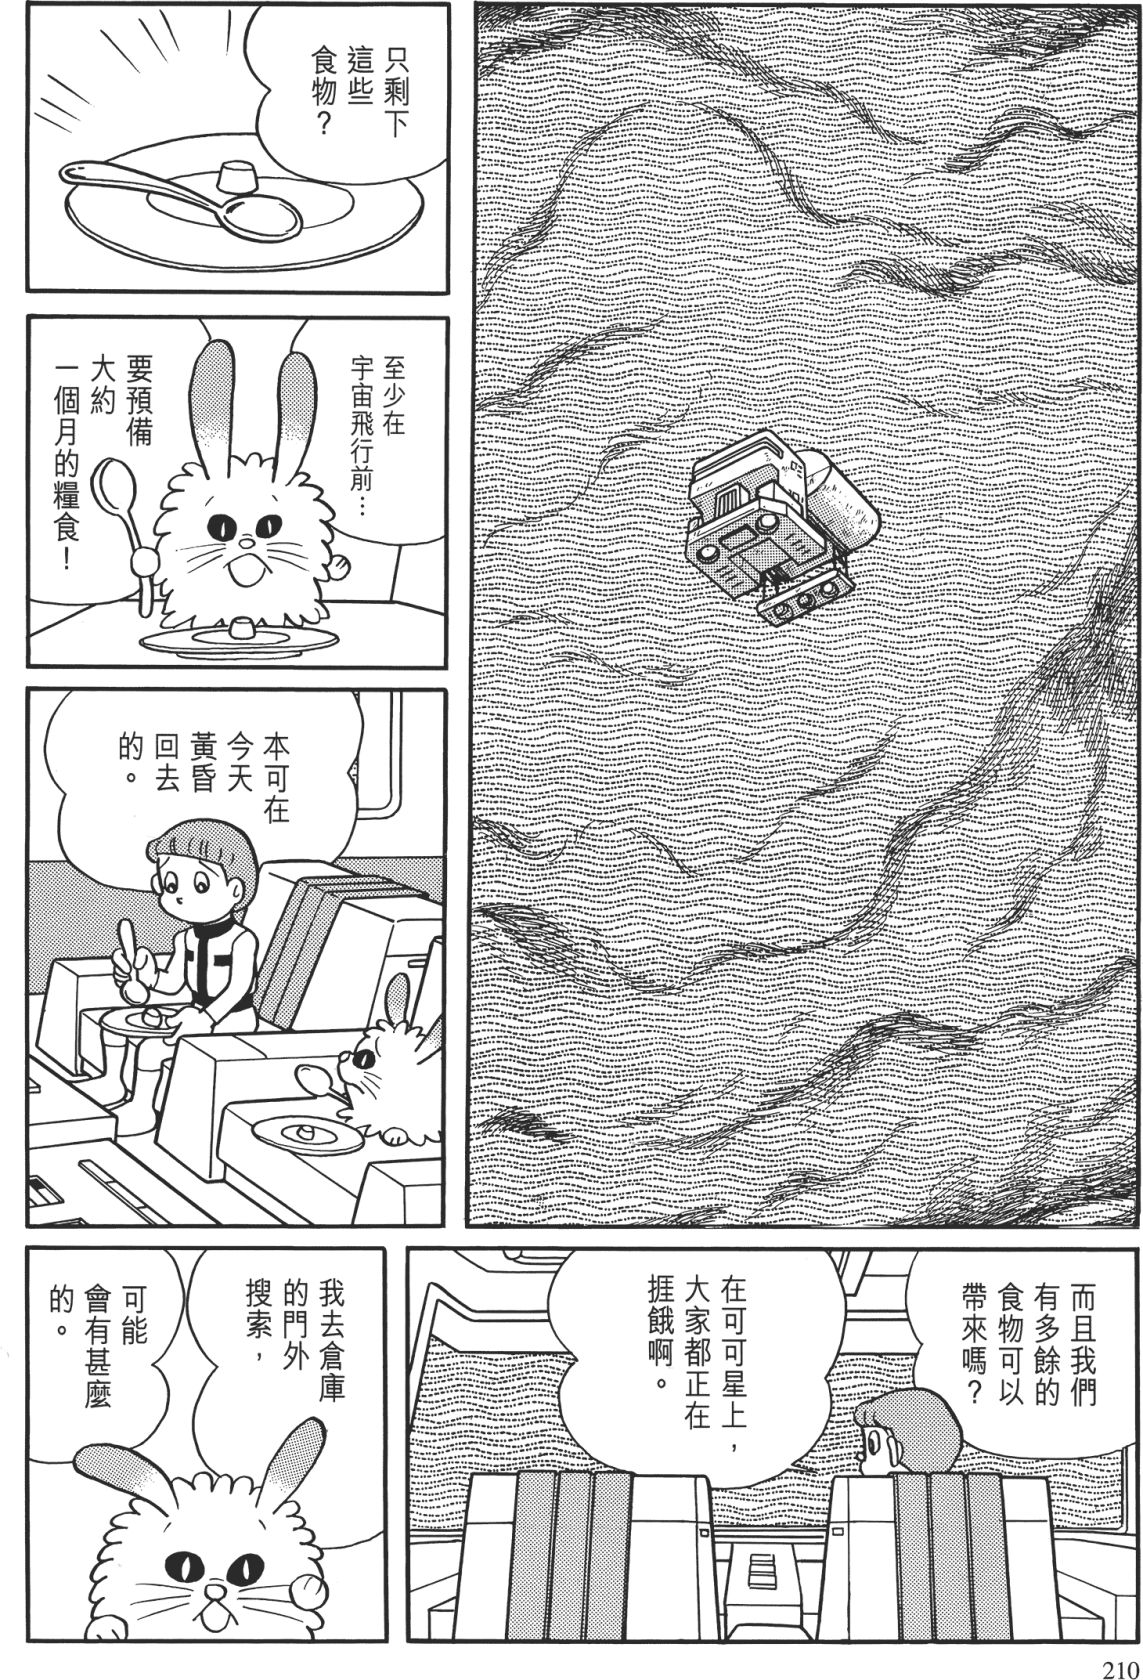 只剩下
這些
食物？
至少在
宇宙飛行前…
要預備
大約
一個月的糧食！
本可在
今天
黃昏
回去
的。
而且我們
有多餘的
食物可以
帶來嗎？
在可可星上，
大家都正在
捱餓啊。
我去倉庫
的門外
搜索，
可能
會有甚麼
的。
210